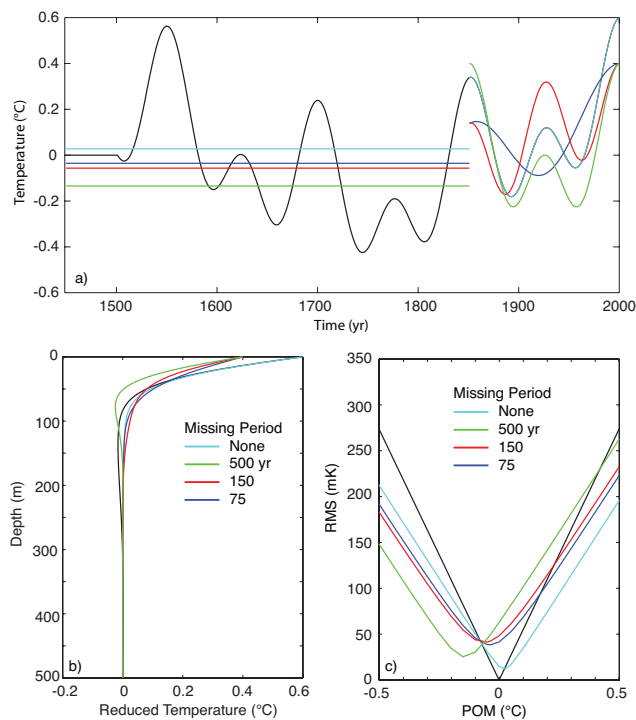 0.6
0.4
0.2
0
-0.2
-0.4
-0.6
Temperature (°C)
a)
1500
1600
1700
1800
1900
2000
Time (yr)
0
100
200
300
400
500
Depth (m)
Missing Period
None
500 yr
150
75
b)
-0.2
0
0.2
0.4
0.6
Reduced Temperature (°C)
350
300
250
200
150
100
50
0
RMS (mK)
Missing Period
None
500 yr
150
75
c)
-0.5
0
0.5
POM (°C)